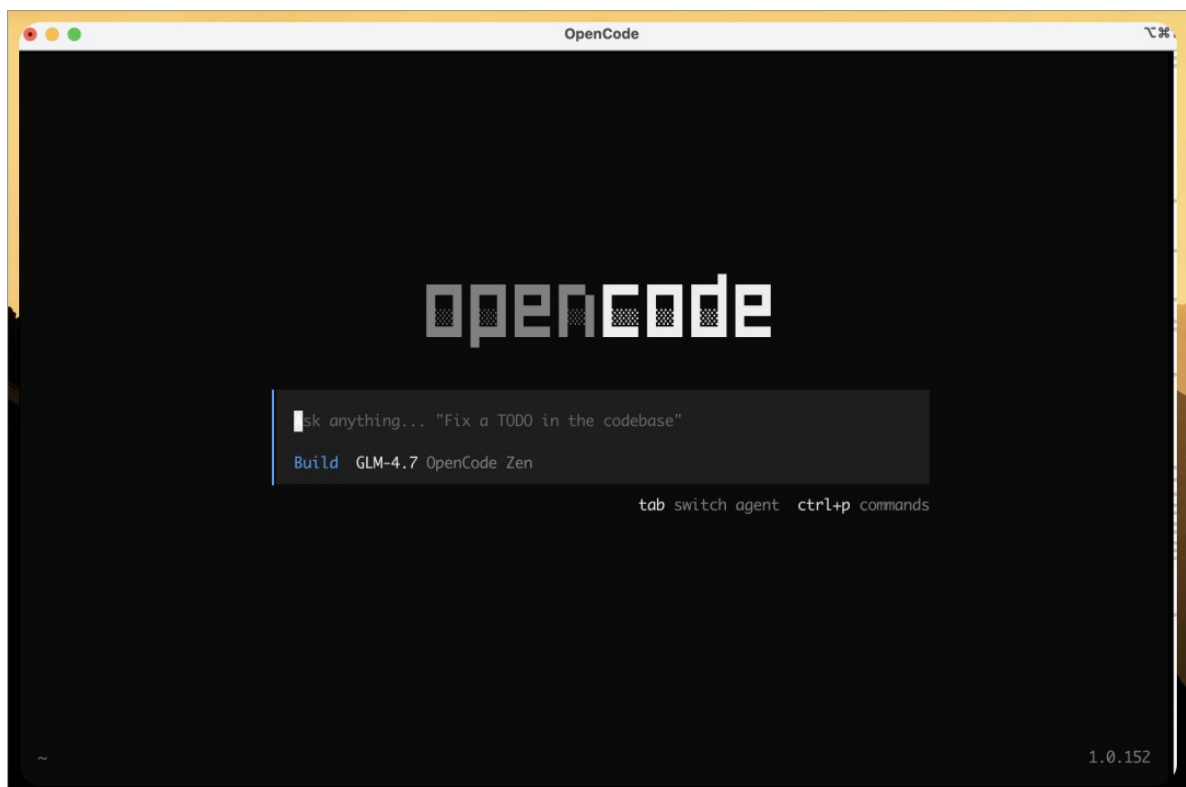 OpenCode
opencode
sk anything... "Fix a TODO in the codebase"
Build GLM-4.7 OpenCode Zen
tab switch agent ctrl+p commands
~ 1.0.152